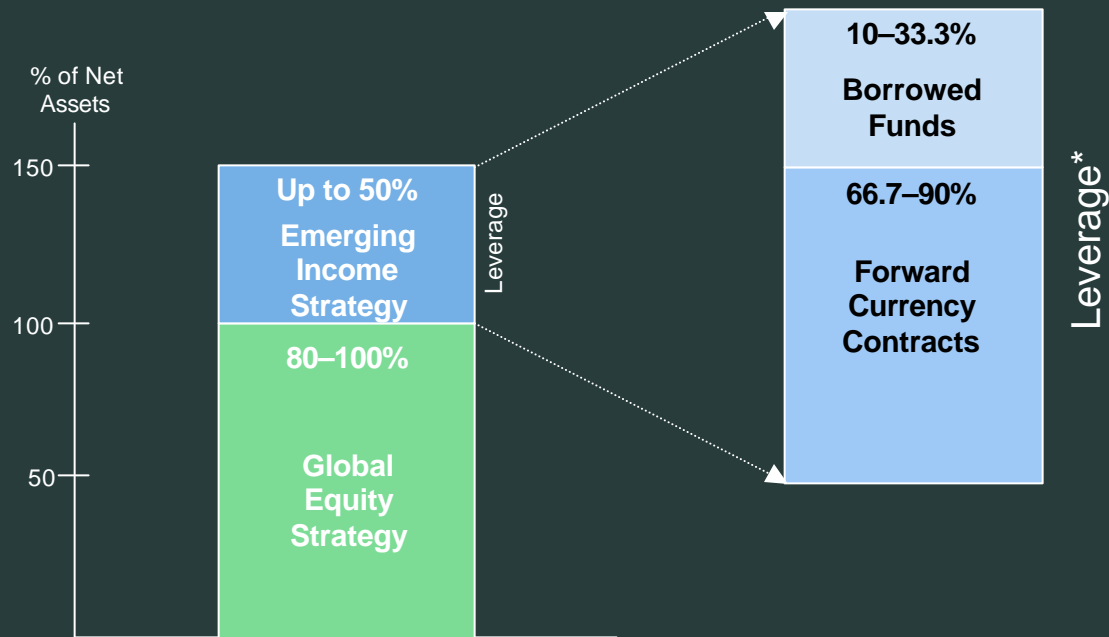 % of Net
Assets
150
100
50
Up to 50%
Emerging
Income
Strategy
80–100%
Global
Equity
Strategy
Leverage
10–33.3%
Borrowed
Funds
66.7–90%
Forward
Currency
Contracts
Leverage*